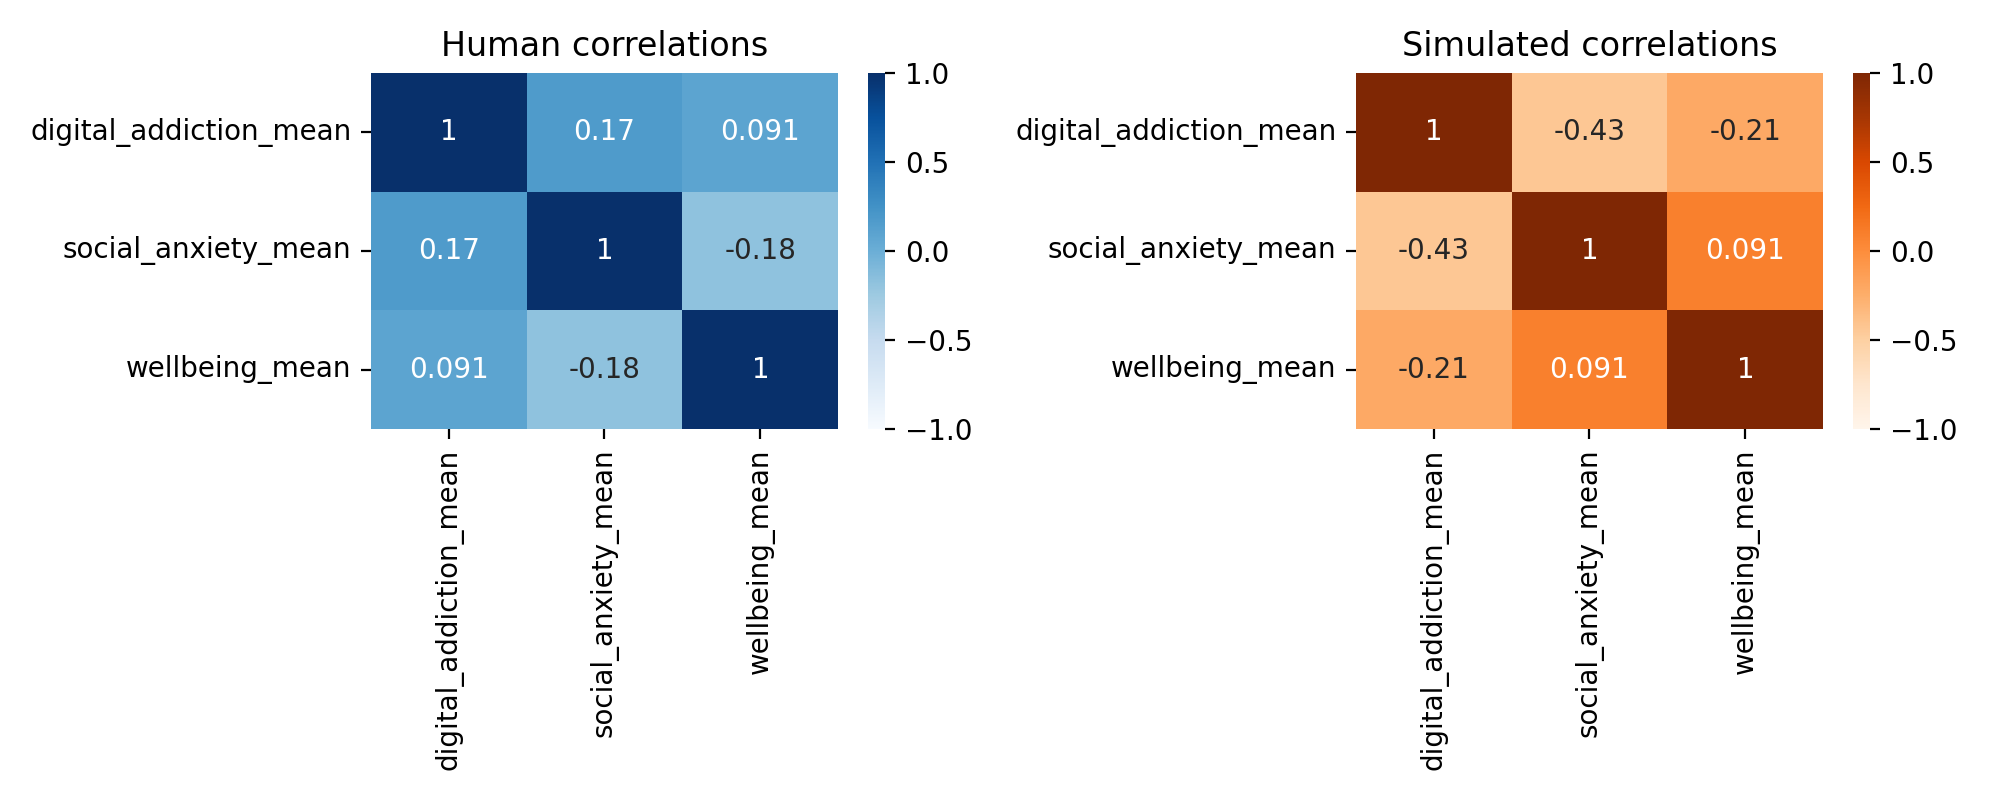 Human correlations
digital_addiction_mean
1
0.17
0.091
social_anxiety_mean
0.17
1
-0.18
wellbeing_mean
0.091
-0.18
1
digital_addiction_mean
social_anxiety_mean
wellbeing_mean
1.0
0.5
0.0
−0.5
−1.0
Simulated correlations
digital_addiction_mean
1
-0.43
-0.21
social_anxiety_mean
-0.43
1
0.091
wellbeing_mean
-0.21
0.091
1
digital_addiction_mean
social_anxiety_mean
wellbeing_mean
1.0
0.5
0.0
−0.5
−1.0